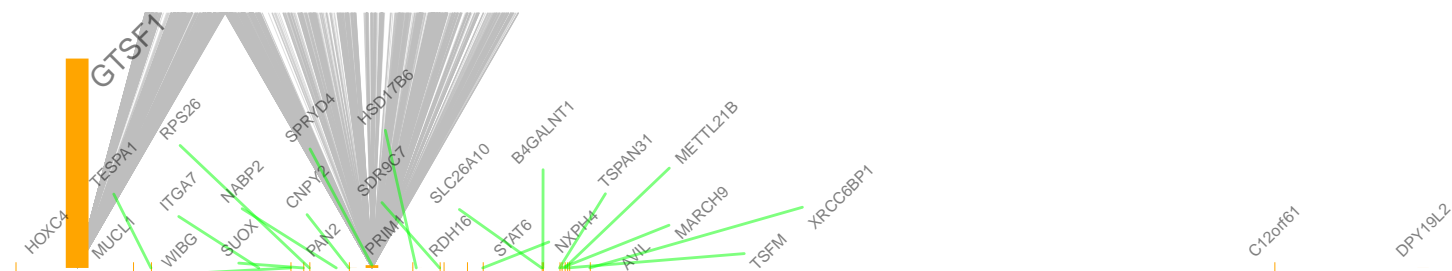 HOXC4
GTSF1
MUCL1
TESPA1
WIBG
ITGA7
RPS26
SUOX
NABP2
PAN2
CNPY2
SPRYD4
PRIM1
SDR9C7
HSD17B6
RDH16
SLC26A10
STAT6
B4GALNT1
NXPH4
TSPAN31
AVIL
MARCH9
METTL21B
TSFM
XRCC6BP1
C12orf61
DPY19L2